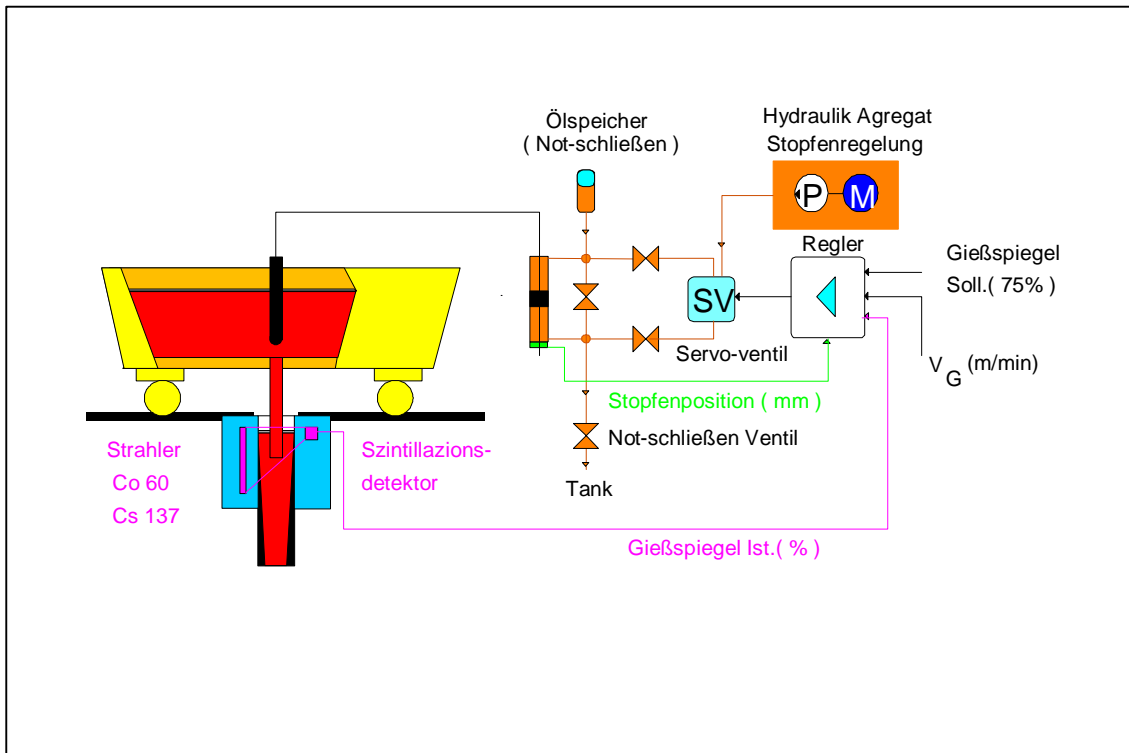 Ölspeicher
( Not-schließen )
Hydraulik Agregat
Stopfenregelung
P
M
Regler
Gießspiegel
Soll.( 75% )
SV
Servo-ventil
V
G
(m/min)
Stopfenposition ( mm )
Not-schließen Ventil
Strahler
Co 60
Cs 137
Szintillazions-
detektor
Tank
Gießspiegel Ist.( % )